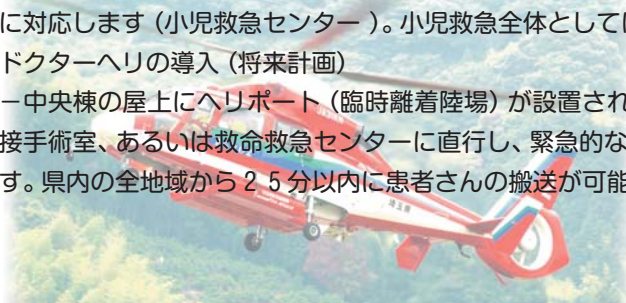 に対応します（小児救急センター）。小児救急全体としては
ドクターヘリの導入（将来計画）
－中央棟の屋上にヘリポート（臨時離着陸場）が設置され
接手術室、あるいは救命救急センターに直行し、緊急的な
す。県内の全地域から２５分以内に患者さんの搬送が可能
埼玉県